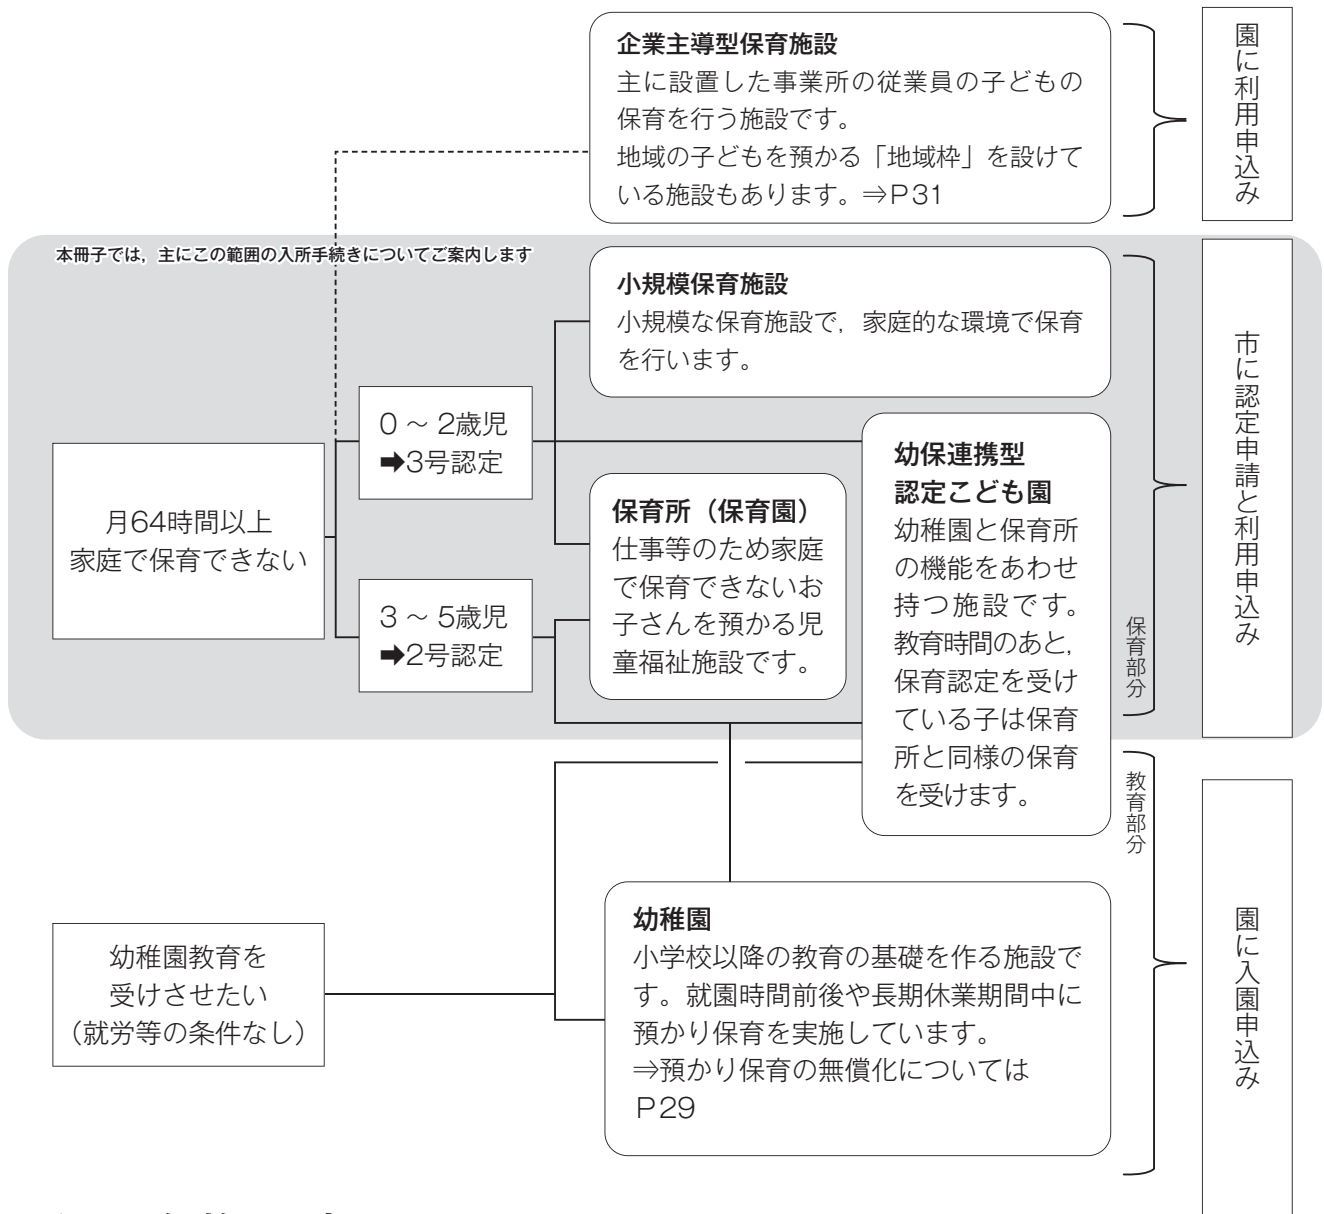 企業主導型保育施設
主に設置した事業所の従業員の子どもの
保育を行う施設です。
地域の子どもを預かる「地域枠」を設けて
いる施設もあります。⇒P31
園に利用申込み
本冊子では，主にこの範囲の入所手続きについてご案内します
小規模保育施設
小規模な保育施設で，家庭的な環境で保育
を行います。
市に認定申請と利用申込み
月64時間以上
家庭で保育できない
0 ～ 2歳児
➡3号認定
3 ～ 5歳児
➡2号認定
保育所（保育園）
仕事等のため家庭
で保育できないお
子さんを預かる児
童福祉施設です。
幼保連携型
認定こども園
幼稚園と保育所
の機能をあわせ
持つ施設です。
教育時間のあと，
保育認定を受け
ている子は保育
所と同様の保育
を受けます。
保育部分
教育部分
幼稚園教育を
受けさせたい
（就労等の条件なし）
幼稚園
小学校以降の教育の基礎を作る施設で
す。就園時間前後や長期休業期間中に
預かり保育を実施しています。
⇒預かり保育の無償化については
P29
園に入園申込み